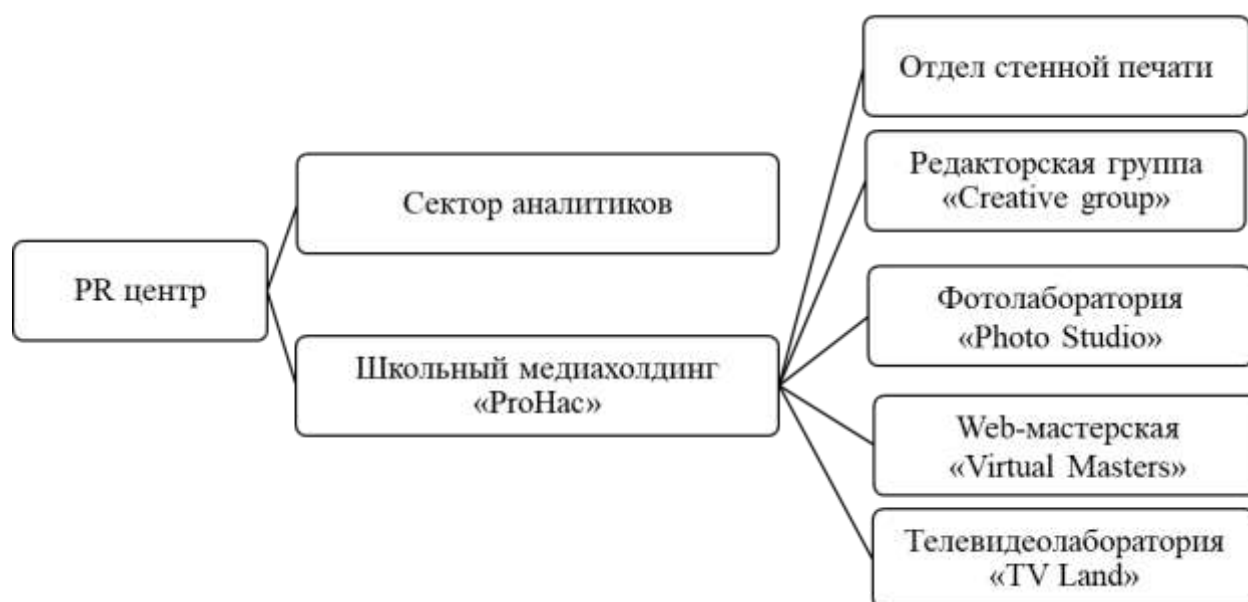 PR центр
Сектор аналитиков
Школьный медиахолдинг
«ProНас»
Отдел стенной печати
Редакторская группа
«Creative group»
Фотолаборатория
«Photo Studio»
Web-мастерская
«Virtual Masters»
Телевидеолаборатория
«TV Land»